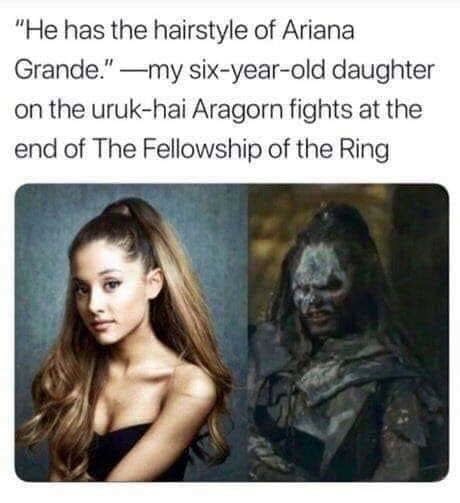 "He has the hairstyle of Ariana
Grande." —my six-year-old daughter
on the uruk-hai Aragorn fights at the
end of The Fellowship of the Ring